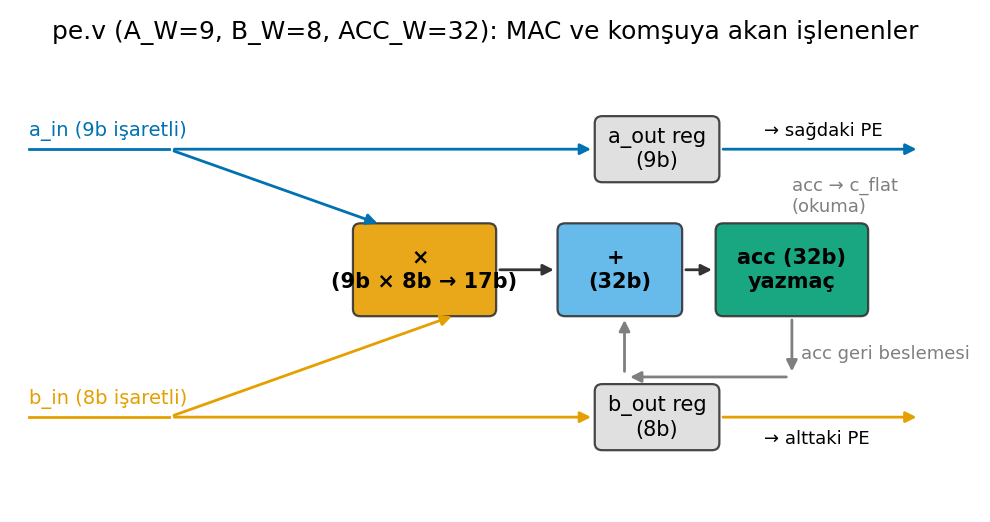 pe.v (A_W=9, B_W=8, ACC_W=32): MAC ve komşuya akan işlenenler
a_in (9b işaretli)
a_out reg
(9b)
→ sağdaki PE
acc → c_flat
(okuma)
×
(9b × 8b → 17b)
+
(32b)
acc (32b)
yazmaç
acc geri beslemesi
b_in (8b işaretli)
b_out reg
(8b)
→ alttaki PE